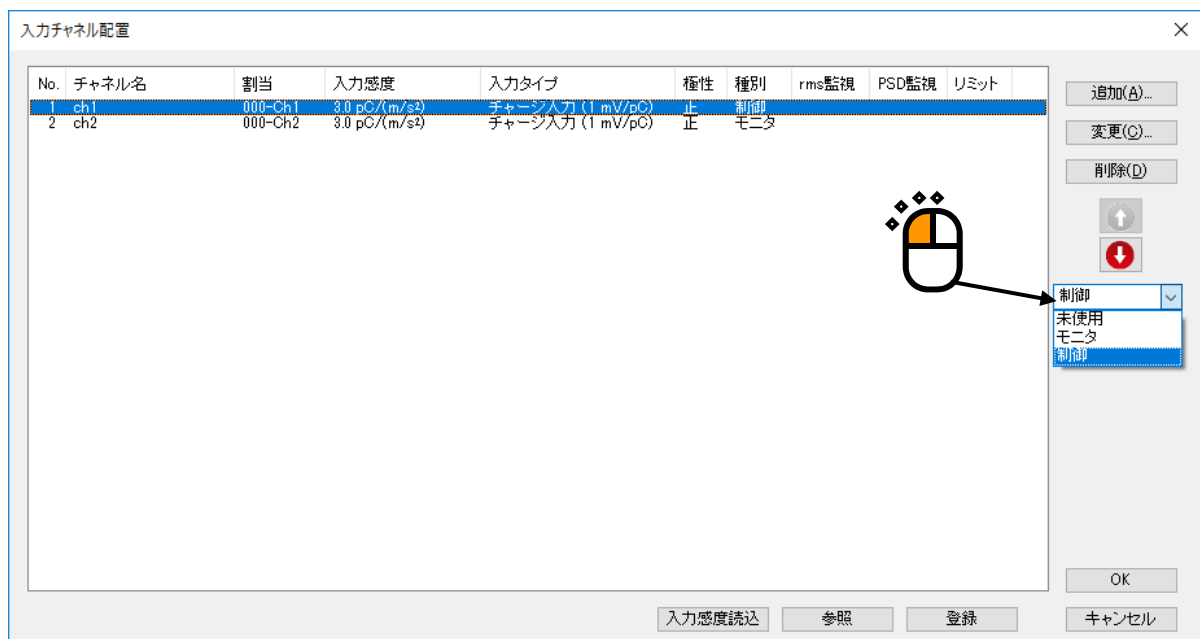 入力チャネル配置
No. チャネル名 割当 入力感度 入力タイプ 極性 種別 rms監視 PSD監視 リミット
1 ch1 000-Ch1 3.0 pC/(m/s²) チャージ入力 (1 mV/pC) 正 制御
2 ch2 000-Ch2 3.0 pC/(m/s²) チャージ入力 (1 mV/pC) 正 モニタ
追加(A)...
変更(C)...
削除(D)
制御
未使用
モニタ
制御
OK
入力感度読込 参照 登録 キャンセル